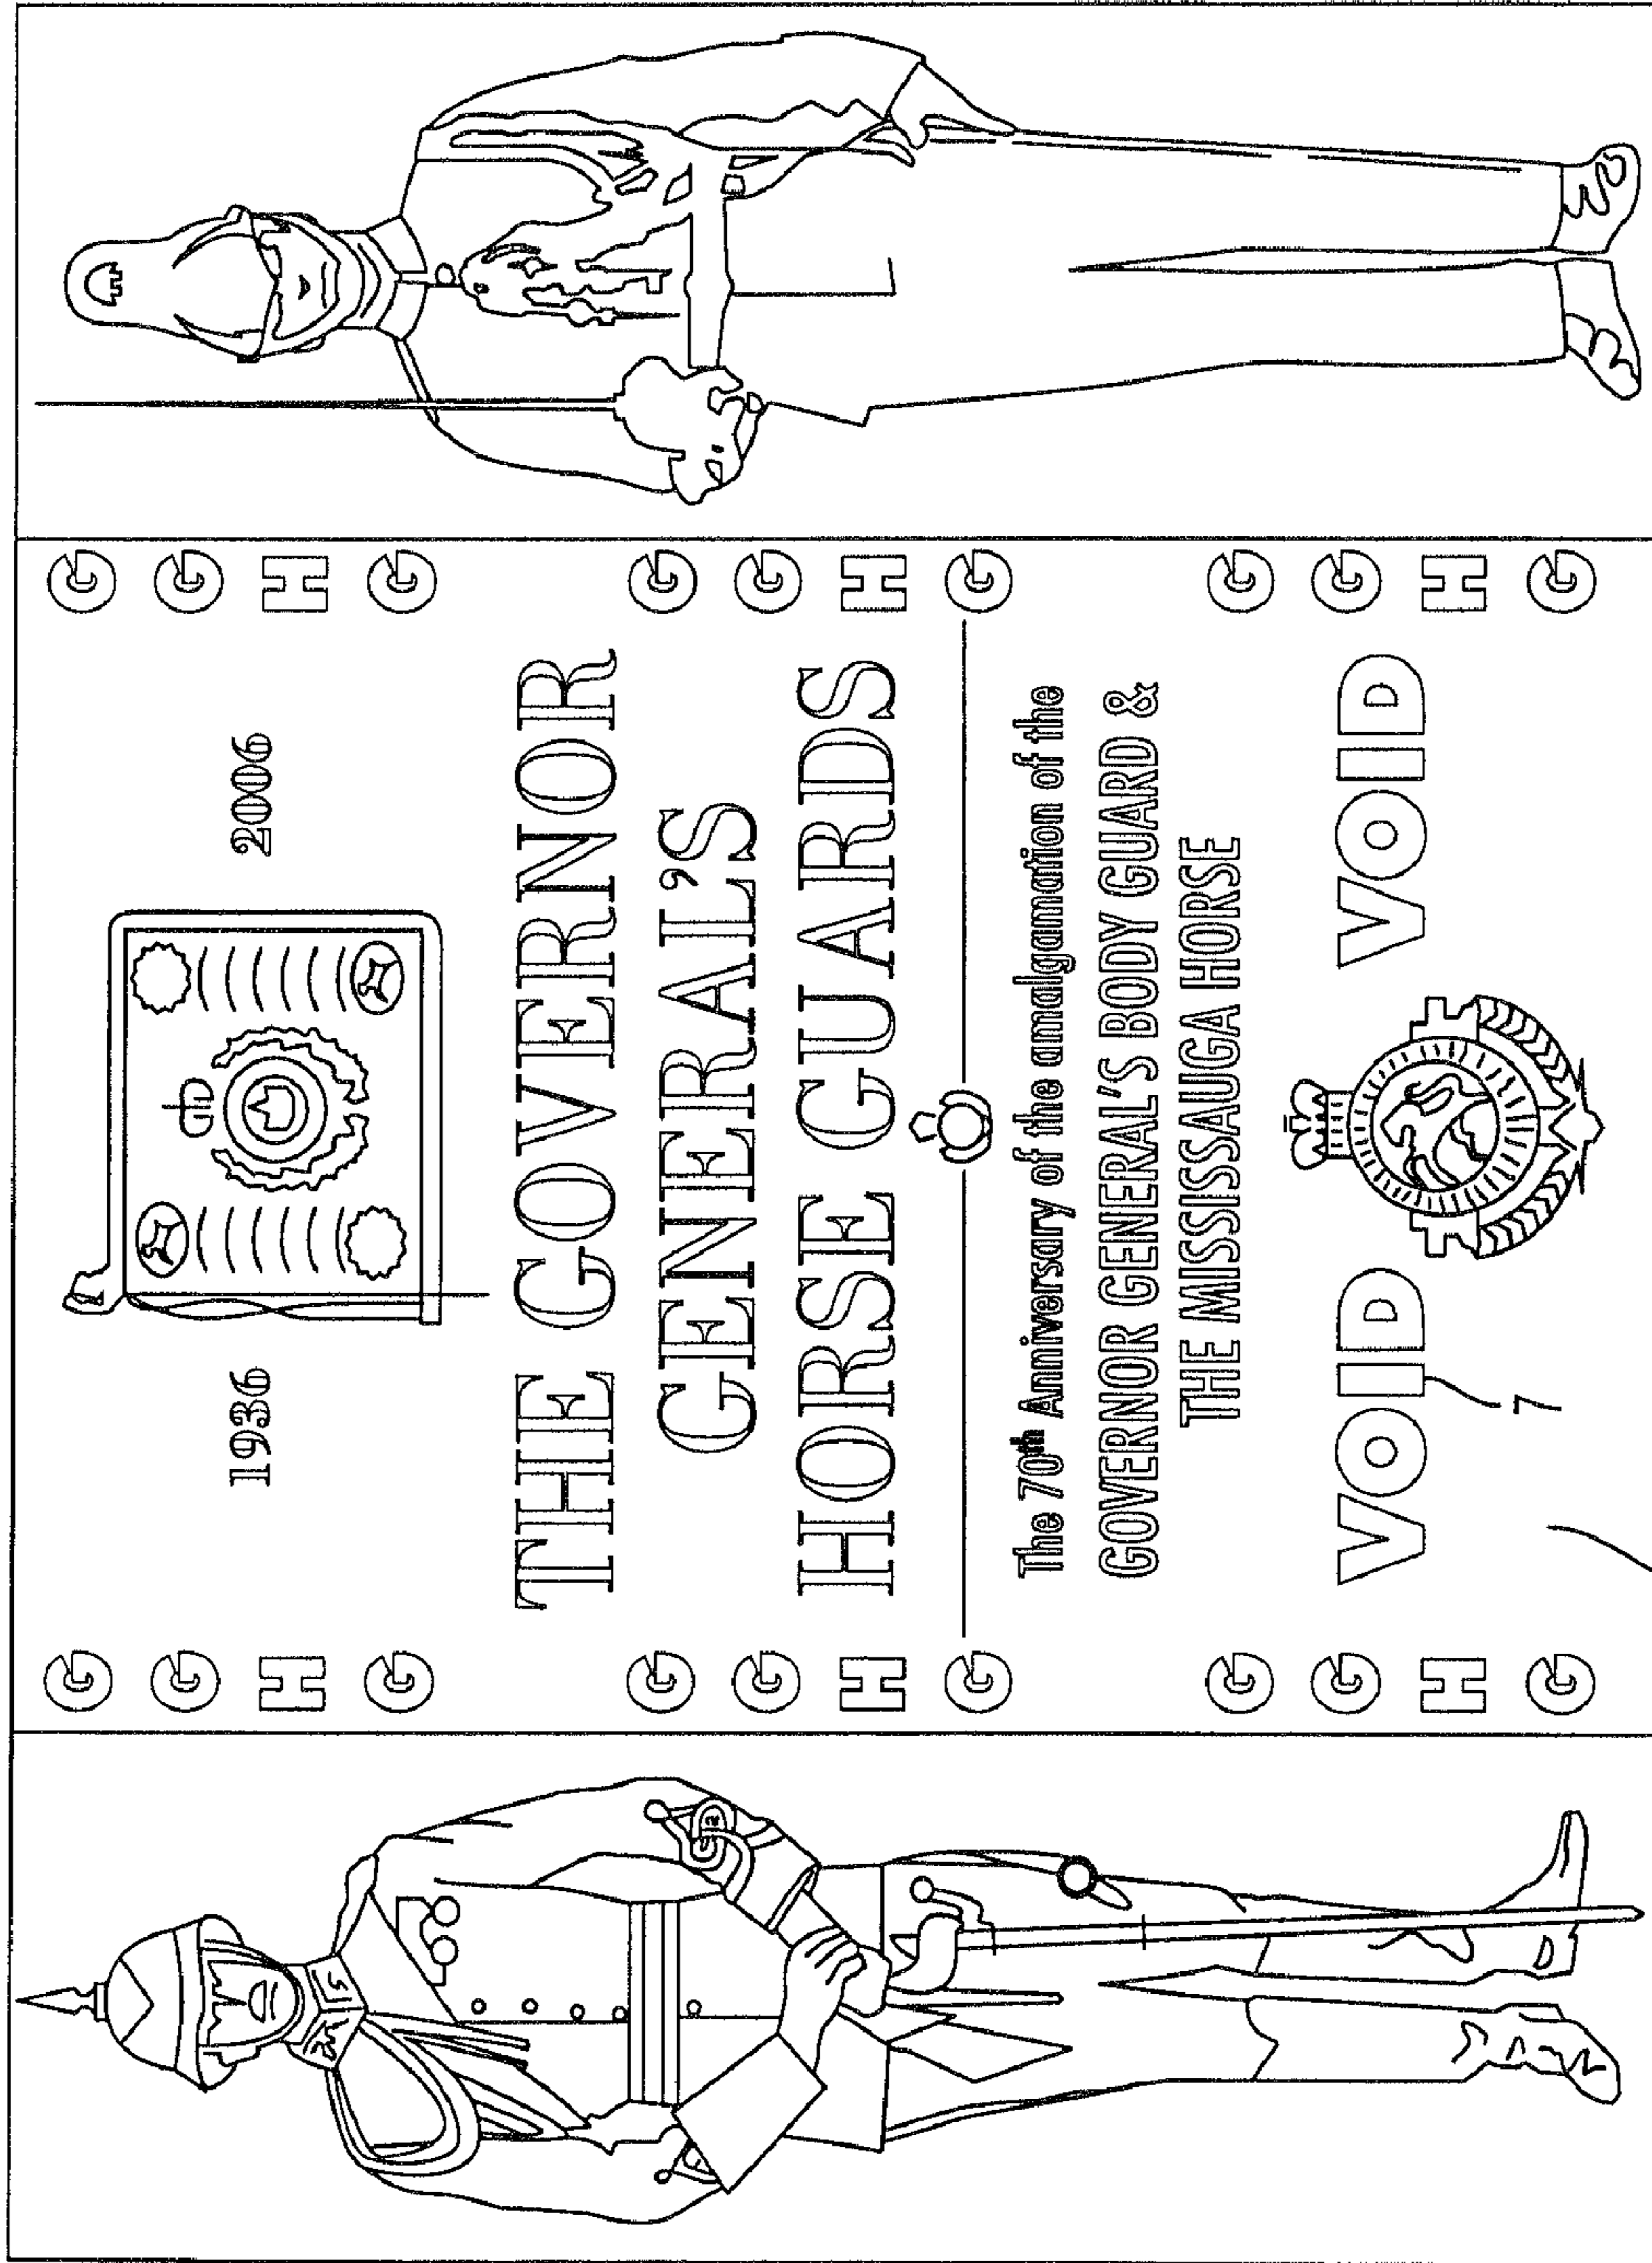 GGHG
GGHG
1936 2006
THE GOVERNOR
GENERAL'S
HORSE GUARDS
GGHG
GGHG
The 70th Anniversary of the amalgamation of the
GOVERNOR GENERAL'S BODY GUARD &
THE MISSISSAUGA HORSE
GGHG
GGHG
VOID VOID
7